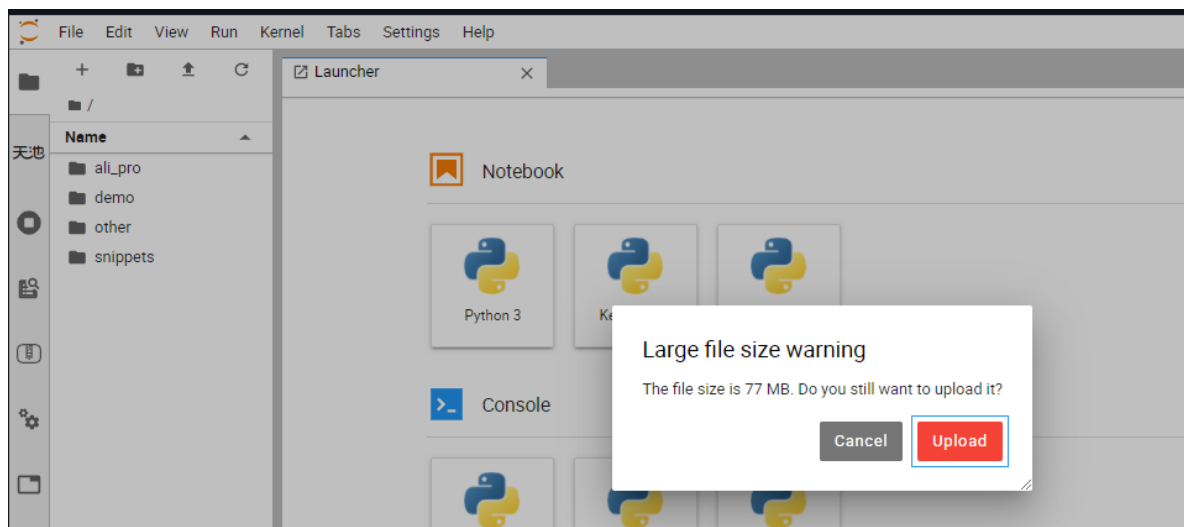 File Edit View Run Kernel Tabs Settings Help
Launcher
/
Name
天池
ali_pro
demo
other
snippets
Notebook
Python 3
Large file size warning
The file size is 77 MB. Do you still want to upload it?
Console
Cancel Upload